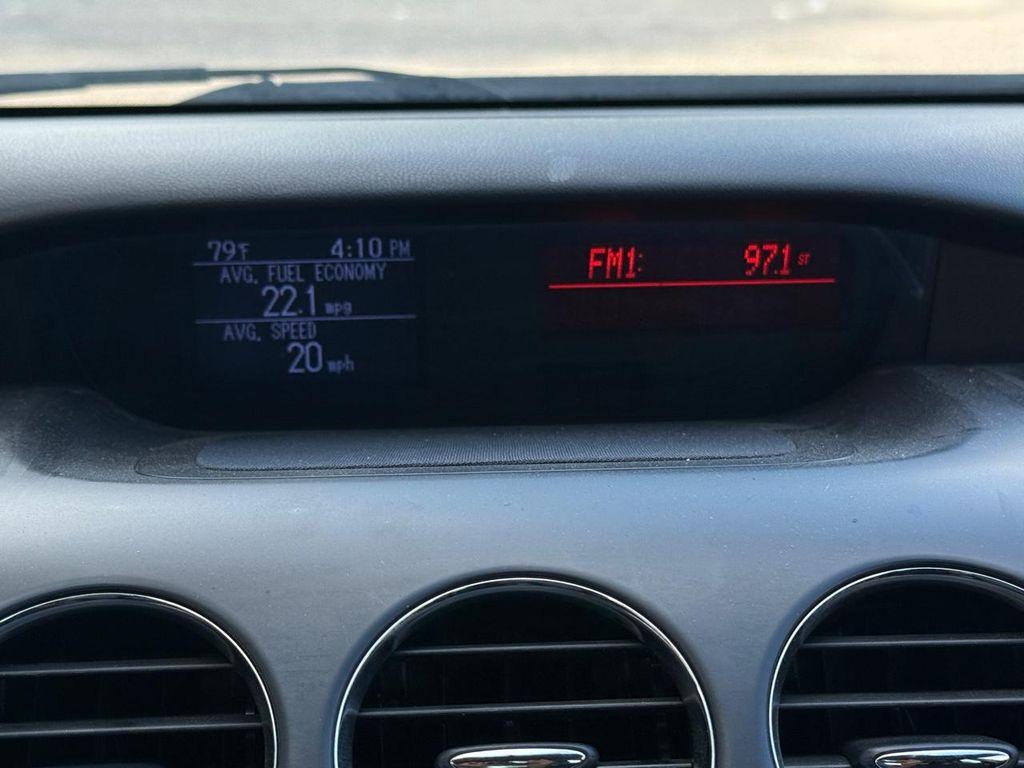 79°F 4:10 PM
AVG. FUEL ECONOMY
22.1 mpg
AVG. SPEED
20 mph
FM1: 97.1 ST